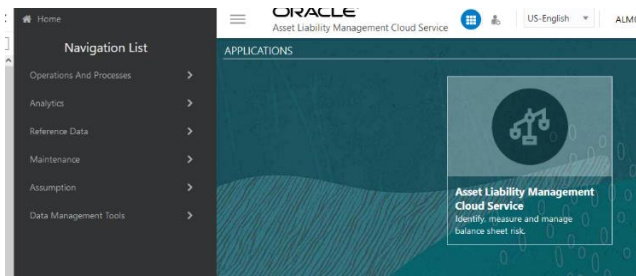 Home
Navigation List
Operations And Processes
Analytics
Reference Data
Maintenance
Assumption
Data Management Tools
ORACLE
Asset Liability Management Cloud Service
US-English
APPLICATIONS
Asset Liability Management
Cloud Service
Identify, measure and manage
balance sheet risk.